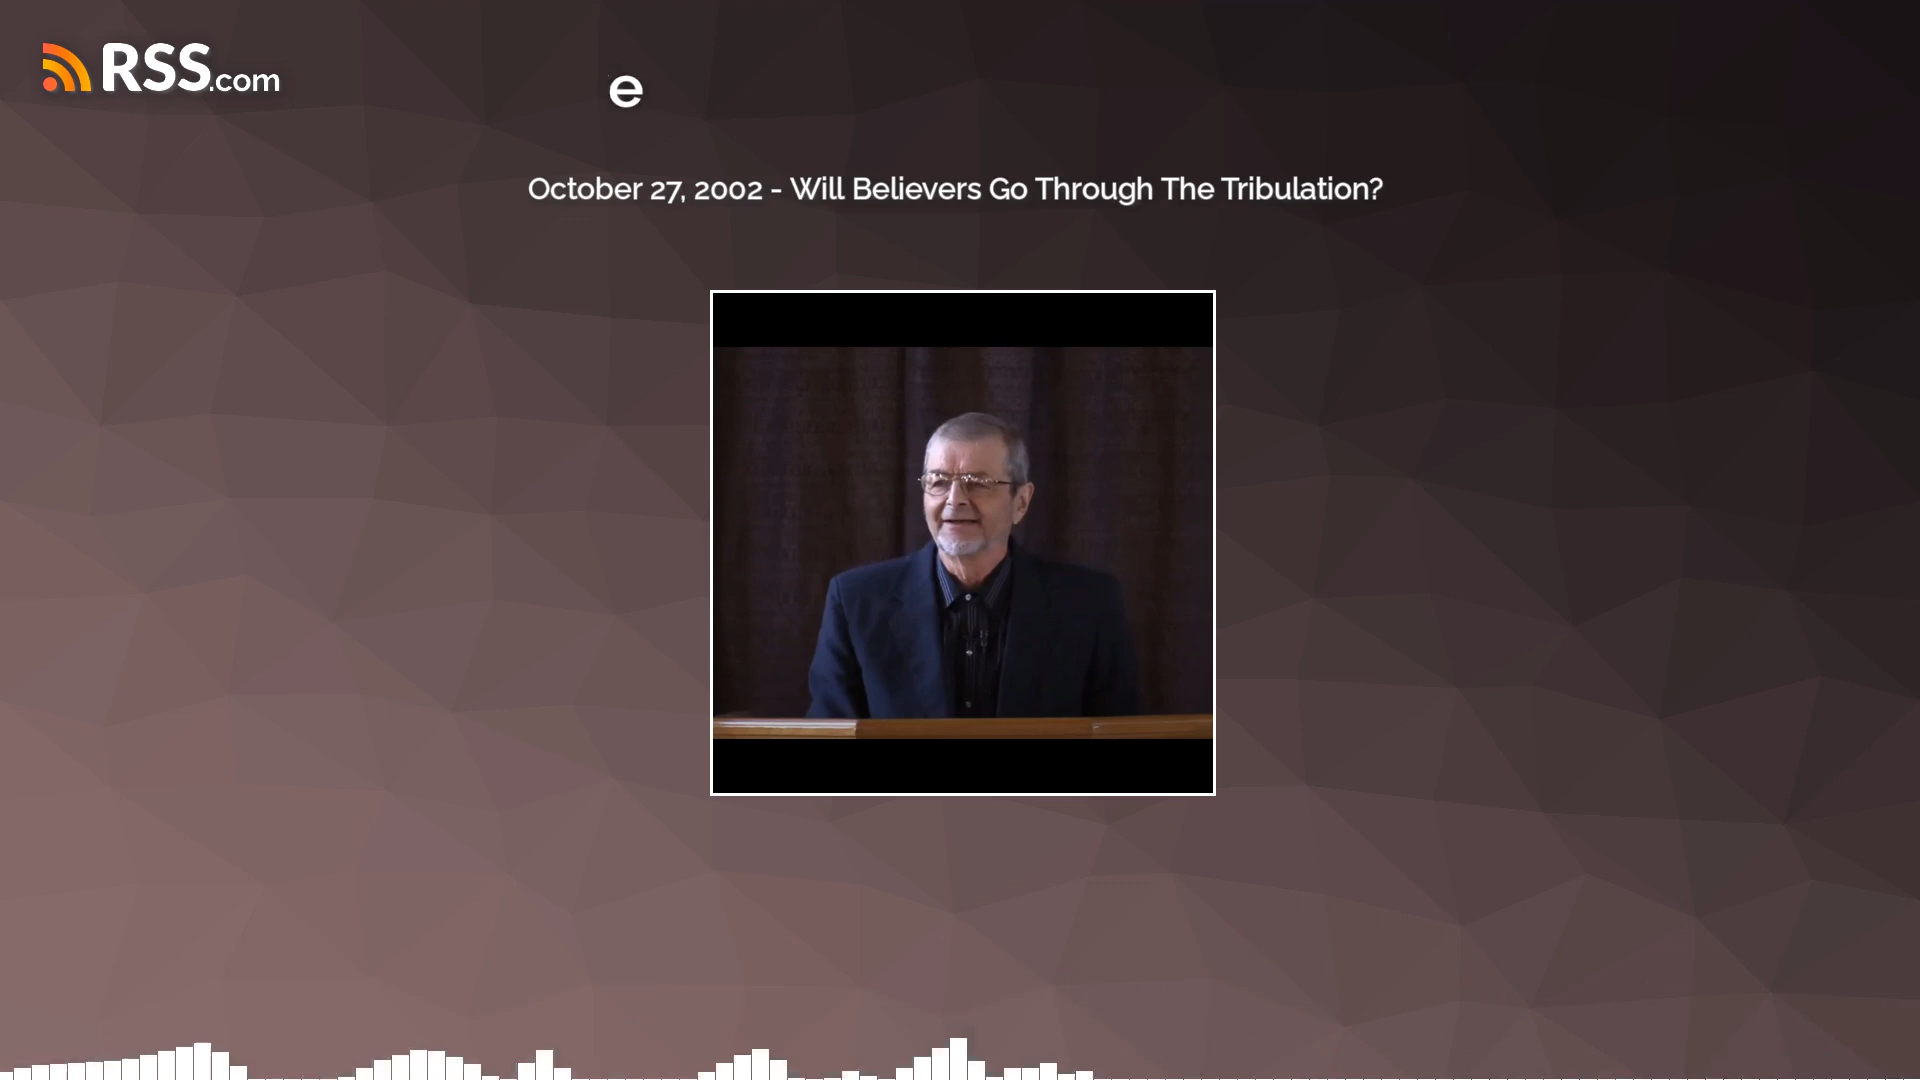 RSS.com
e
October 27, 2002 - Will Believers Go Through The Tribulation?